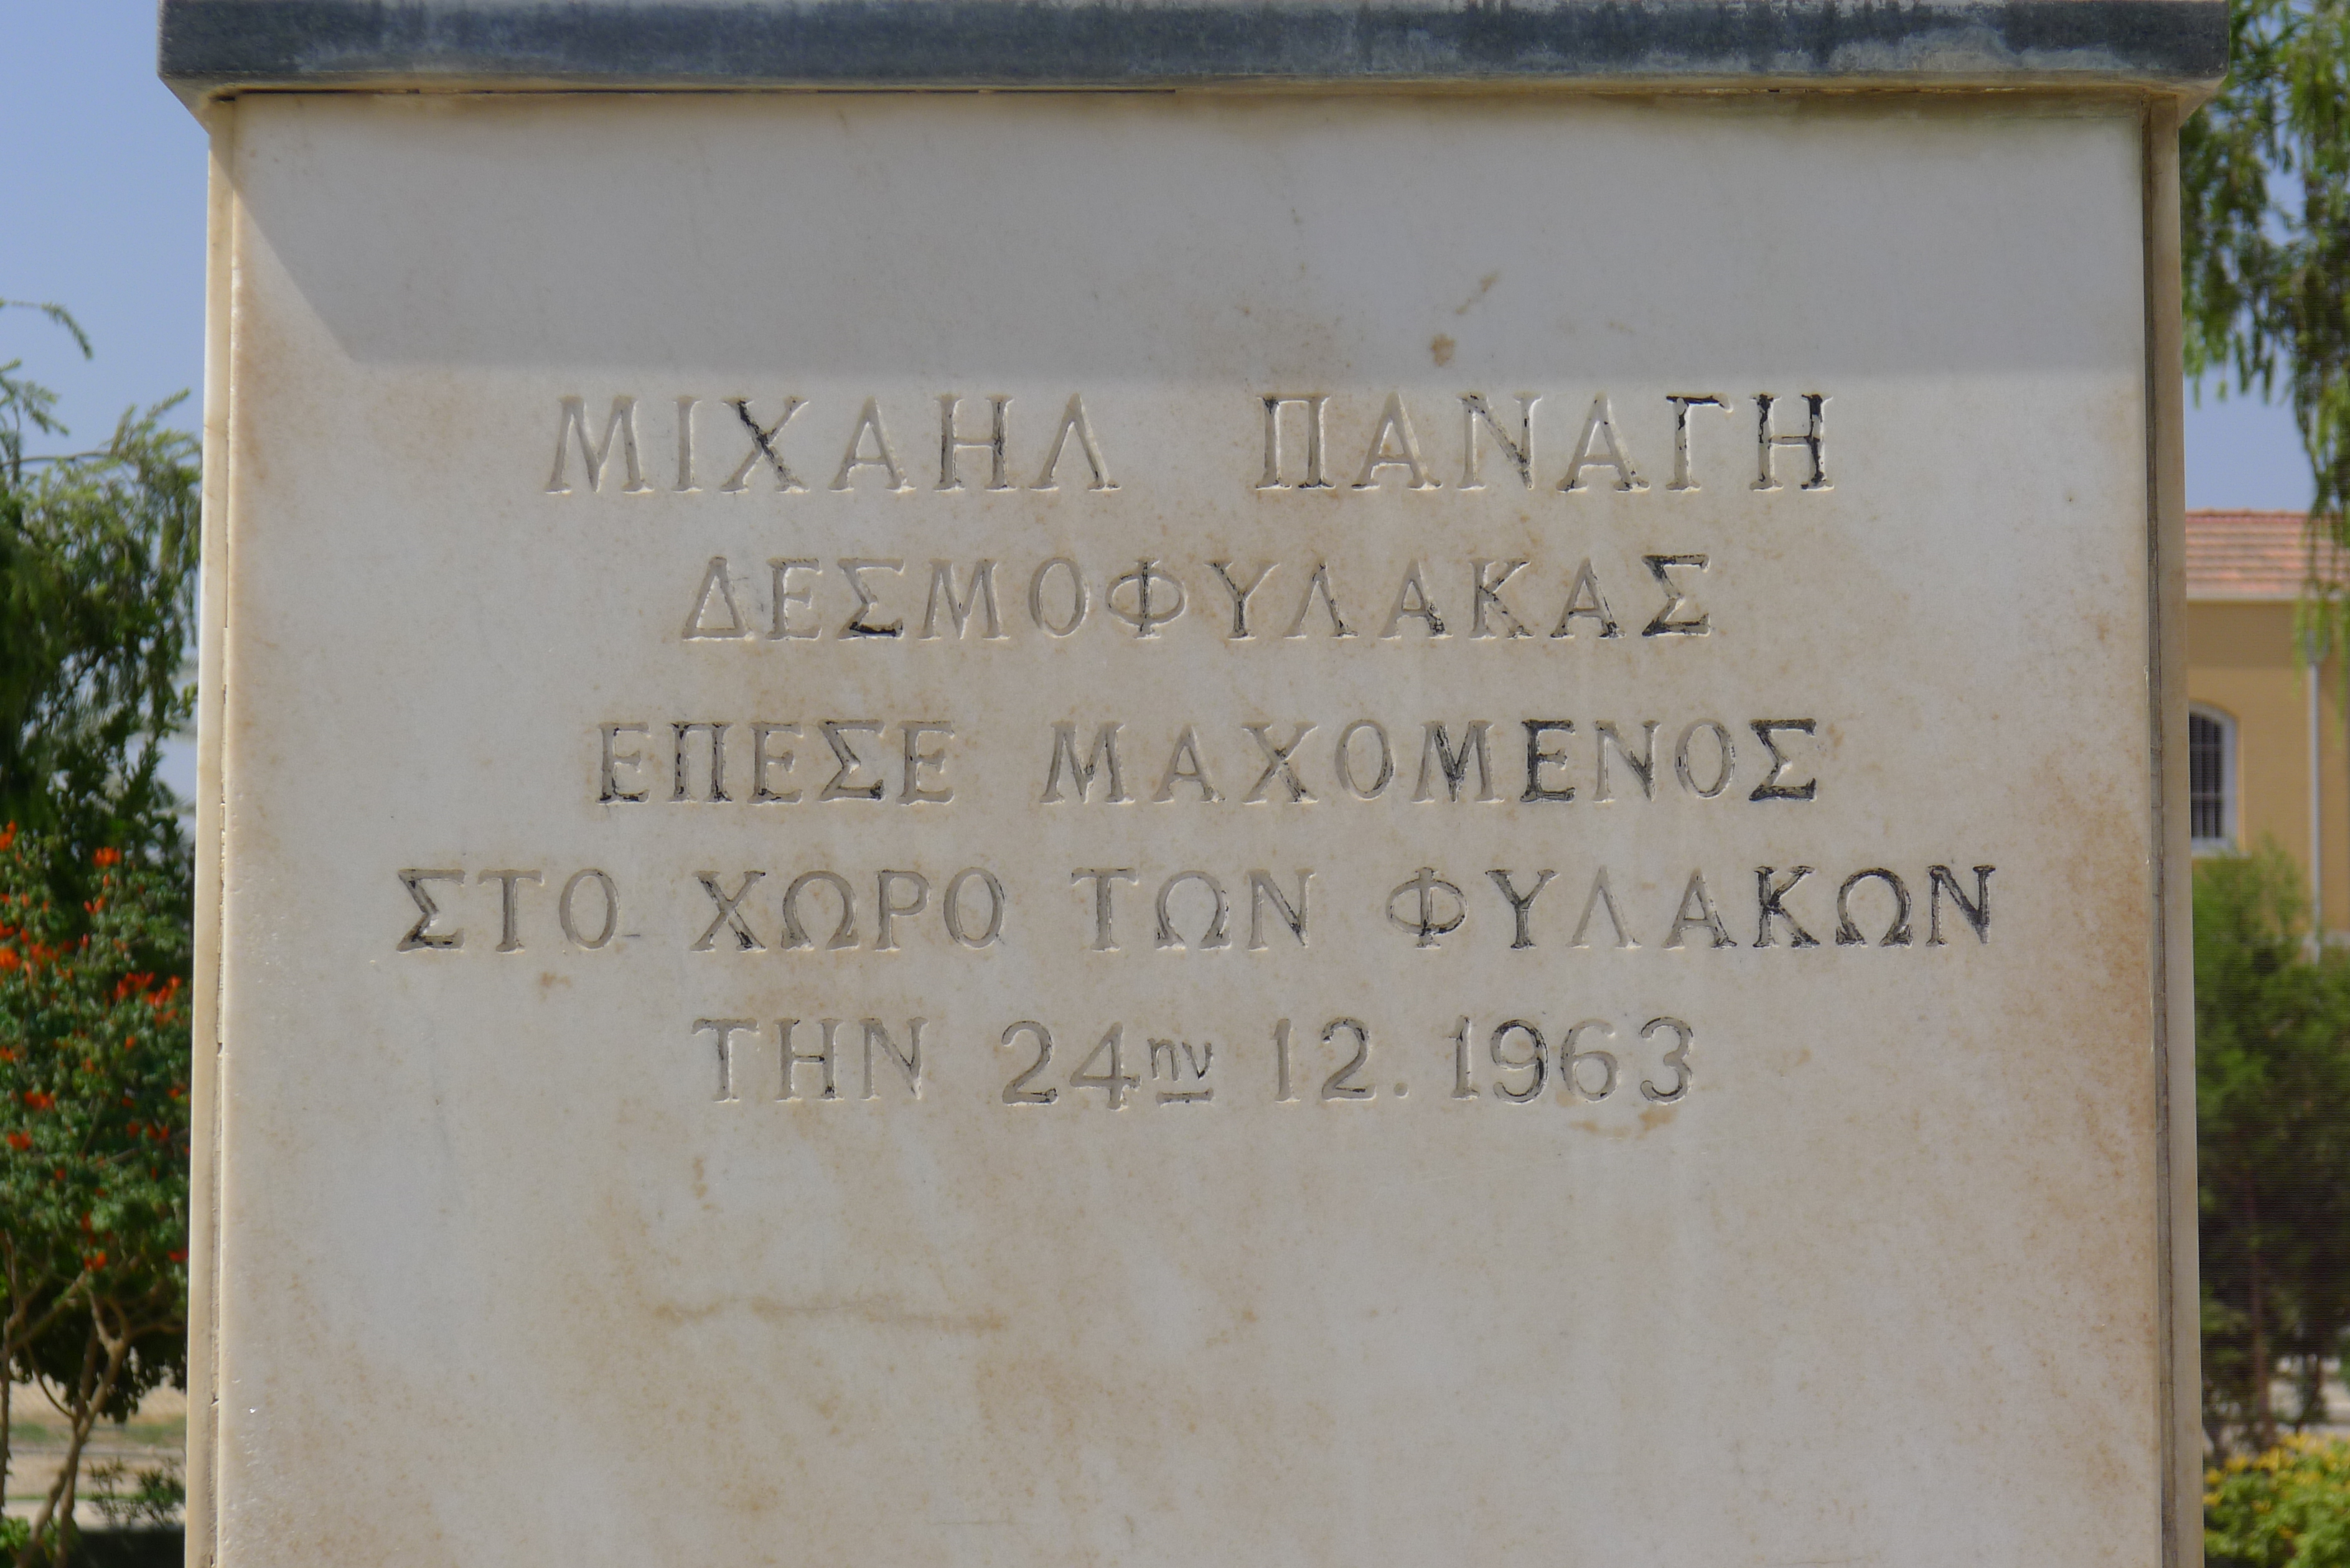 ΜΙΧΑΗΛ ΠΑΝΑΓΗ
ΔΕΣΜΟΦΥΛΑΚΑΣ
ΕΠΕΣΕ ΜΑΧΟΜΕΝΟΣ
ΣΤΟ ΧΩΡΟ ΤΩΝ ΦΥΛΑΚΩΝ
ΤΗΝ 24ην 12. 1963